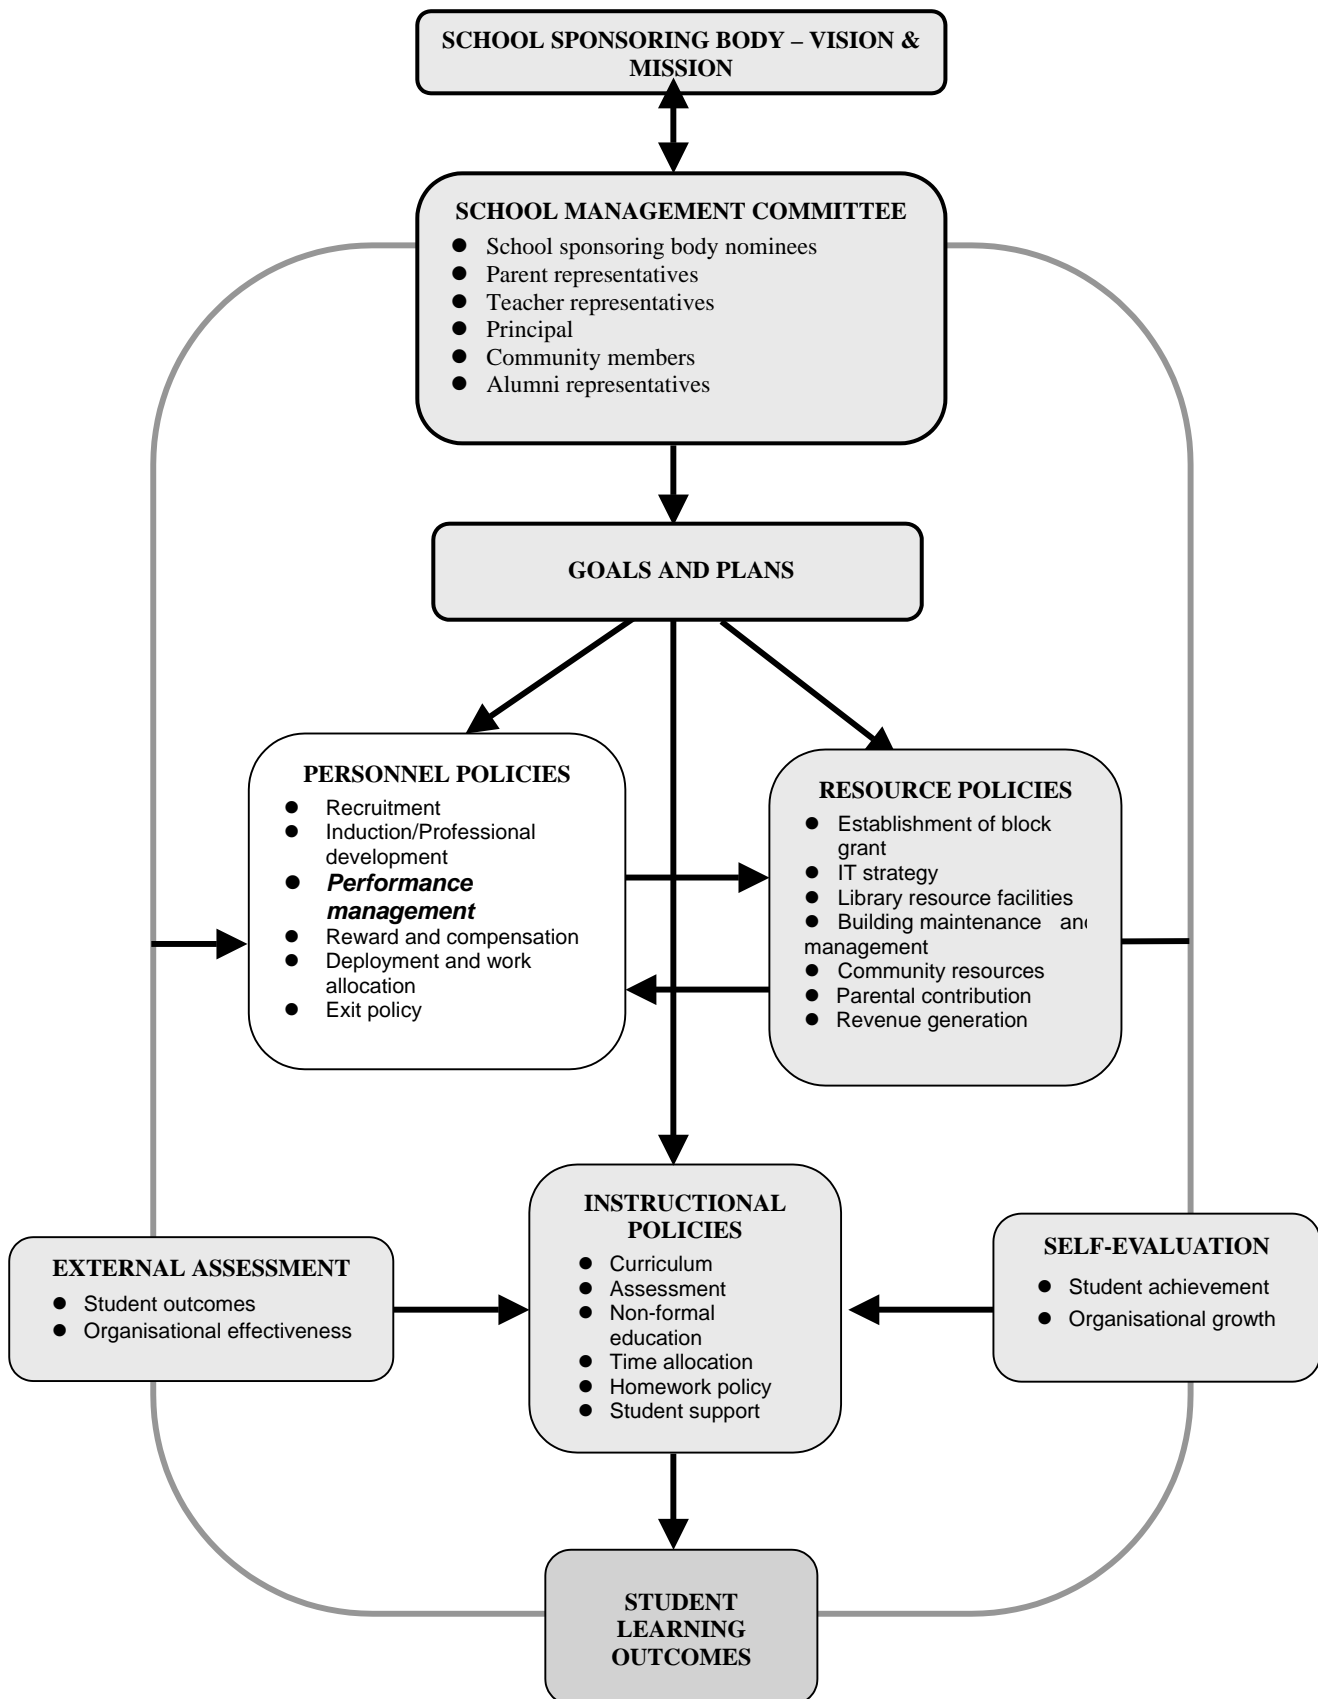 SCHOOL SPONSORING BODY – VISION &
MISSION
SCHOOL MANAGEMENT COMMITTEE
● School sponsoring body nominees
● Parent representatives
● Teacher representatives
● Principal
● Community members
● Alumni representatives
GOALS AND PLANS
PERSONNEL POLICIES
● Recruitment
● Induction/Professional
development
● Performance
management
● Reward and compensation
● Deployment and work
allocation
● Exit policy
RESOURCE POLICIES
● Establishment of block
grant
● IT strategy
● Library resource facilities
● Building maintenance and
management
● Community resources
● Parental contribution
● Revenue generation
INSTRUCTIONAL
POLICIES
● Curriculum
● Assessment
● Non-formal
education
● Time allocation
● Homework policy
● Student support
EXTERNAL ASSESSMENT
● Student outcomes
● Organisational effectiveness
SELF-EVALUATION
● Student achievement
● Organisational growth
STUDENT
LEARNING
OUTCOMES